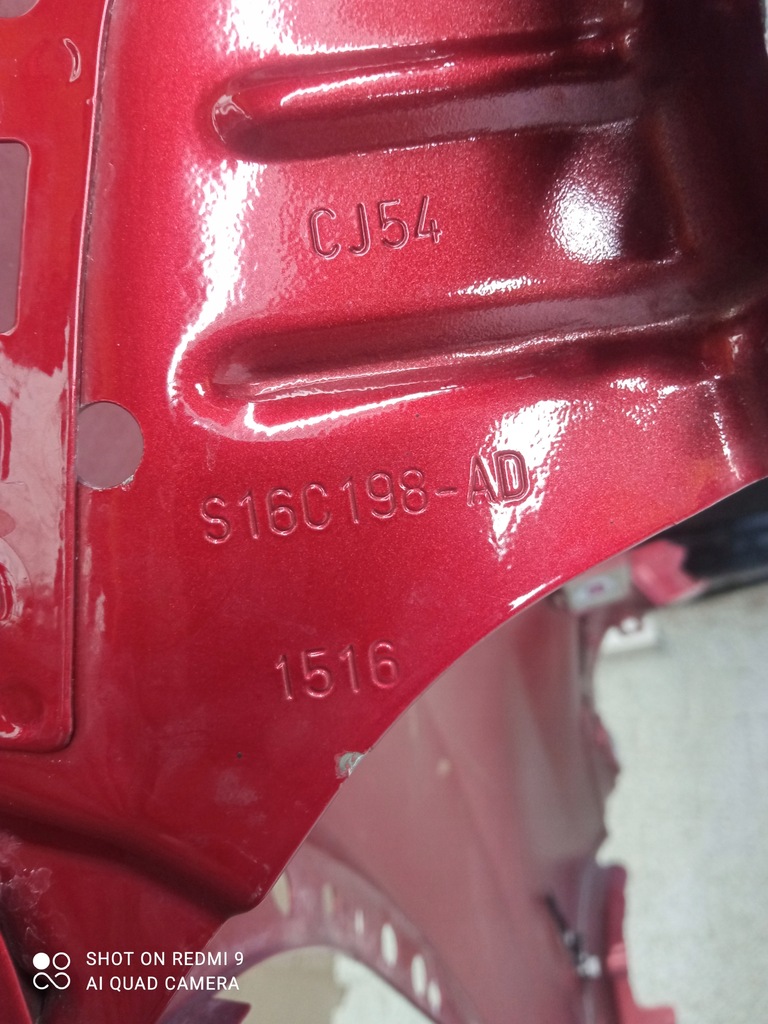 CJ54
S16C198-AD
1516
SHOT ON REDMI 9
AI QUAD CAMERA